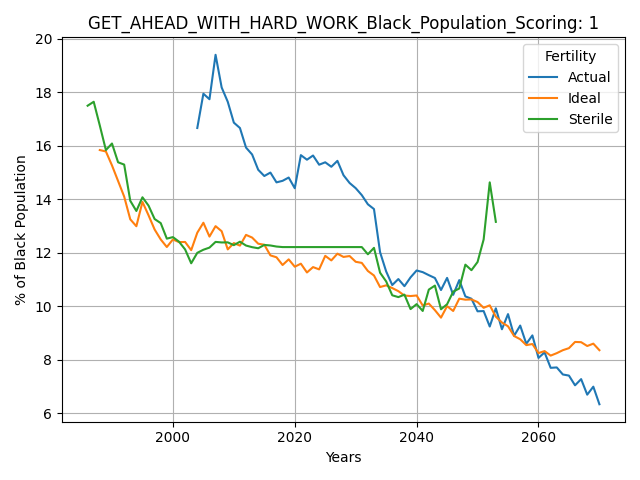 GET_AHEAD_WITH_HARD_WORK_Black_Population_Scoring: 1
20
18
16
14
12
10
8
6
% of Black Population
Fertility
Actual
Ideal
Sterile
2000
2020
2040
2060
Years